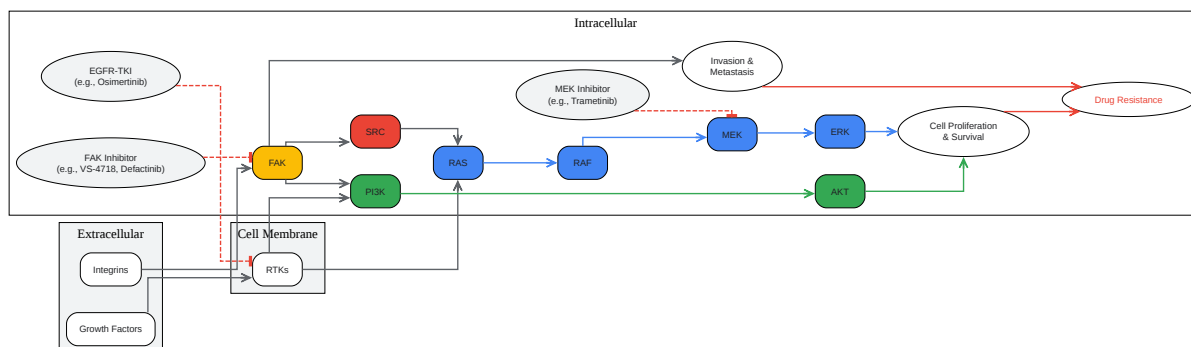 Intracellular
EGFR-TKI
(e.g., Osimertinib)
Invasion &
Metastasis
MEK Inhibitor
(e.g., Trametinib)
Drug Resistance
FAK Inhibitor
(e.g., VS-4718, Defactinib)
FAK
SRC
PI3K
RAS
RAF
MEK
ERK
AKT
Cell Proliferation
& Survival
Extracellular
Integrins
Growth Factors
Cell Membrane
RTKs